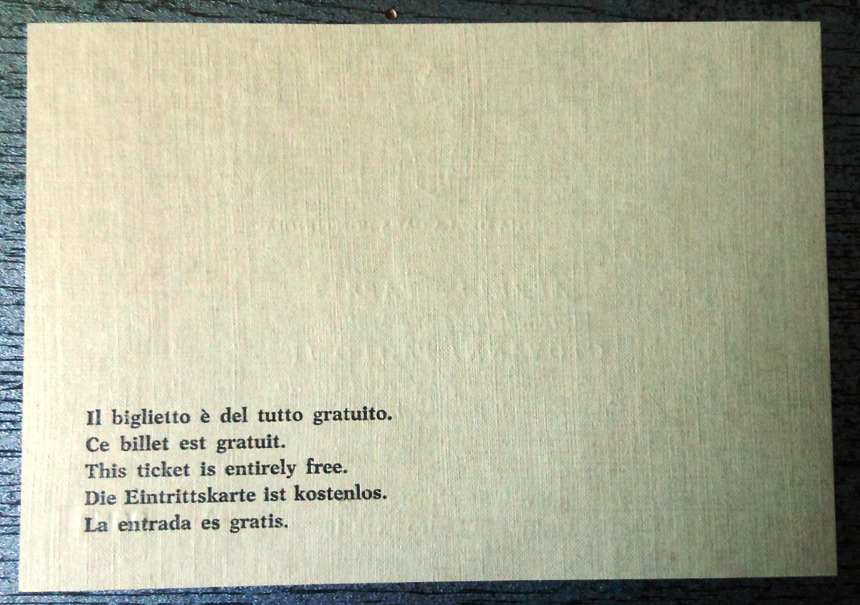 Il biglietto è del tutto gratuito.
Ce billet est gratuit.
This ticket is entirely free.
Die Eintrittskarte ist kostenlos.
La entrada es gratis.